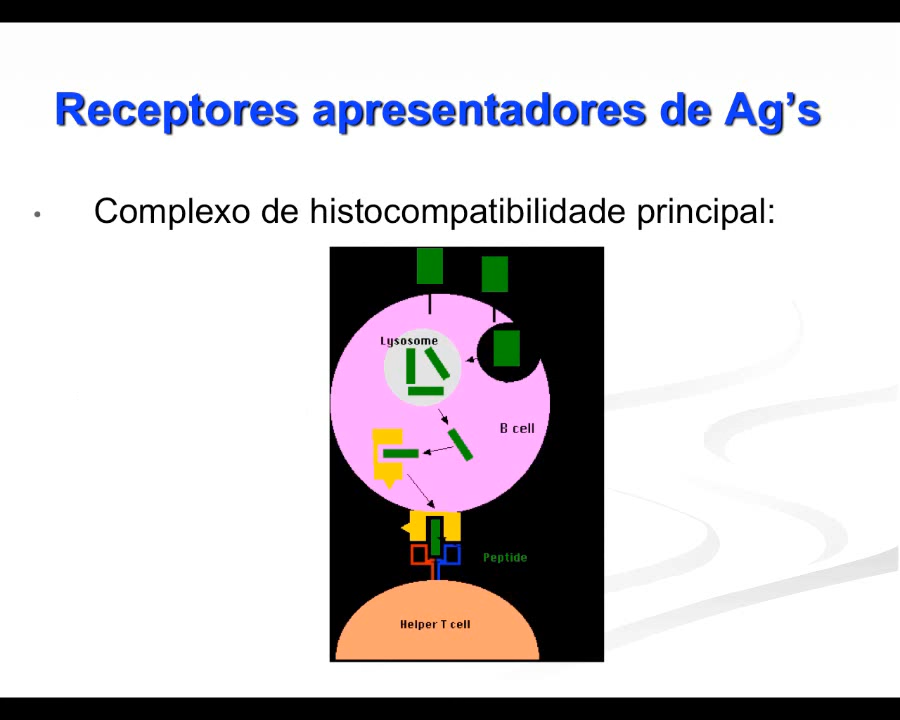 Receptores apresentadores de Ag’s
• Complexo de histocompatibilidade principal:
Lysosome
B cell
Peptide
Helper T cell